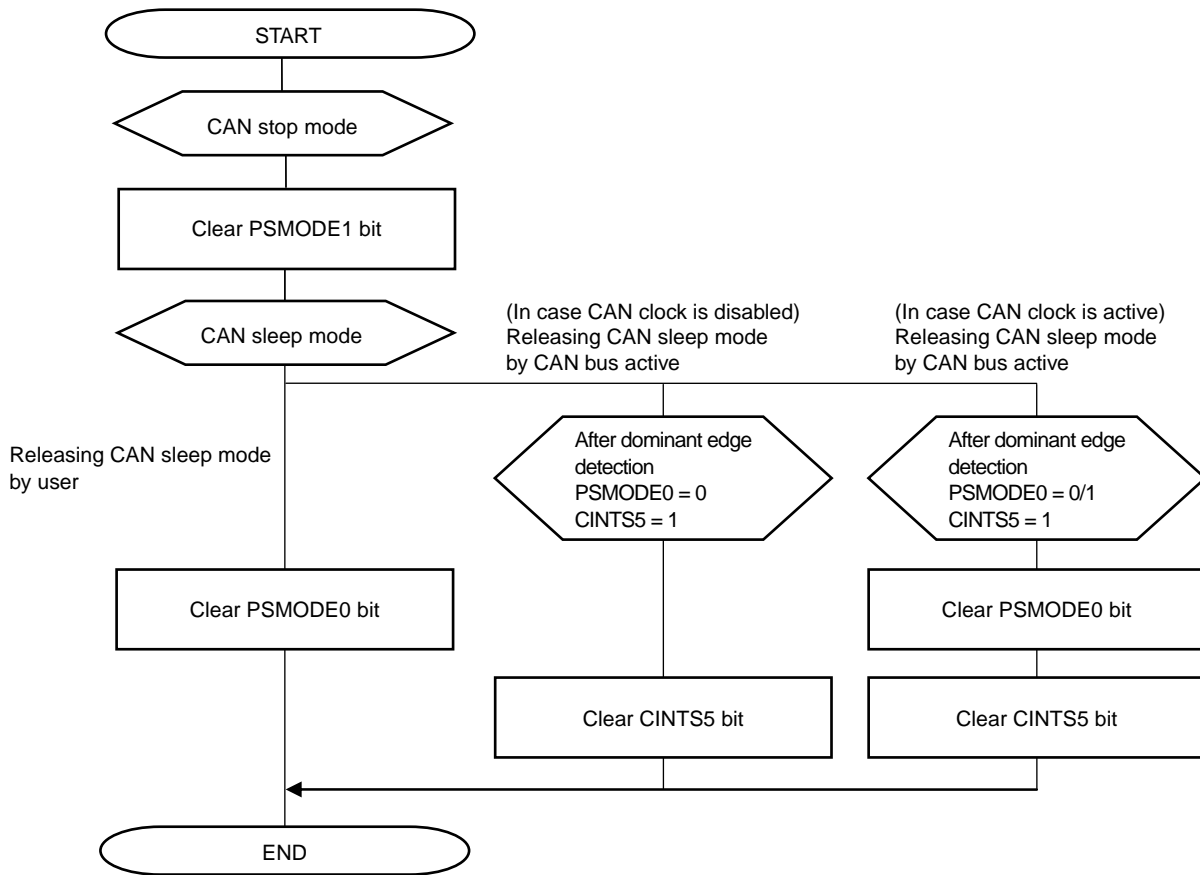 START
CAN stop mode
Clear PSMODE1 bit
CAN sleep mode
(In case CAN clock is disabled)
Releasing CAN sleep mode
by CAN bus active
(In case CAN clock is active)
Releasing CAN sleep mode
by CAN bus active
Releasing CAN sleep mode
by user
After dominant edge
detection
PSMODE0 = 0
CINTS5 = 1
After dominant edge
detection
PSMODE0 = 0/1
CINTS5 = 1
Clear PSMODE0 bit
Clear PSMODE0 bit
Clear CINTS5 bit
Clear CINTS5 bit
END